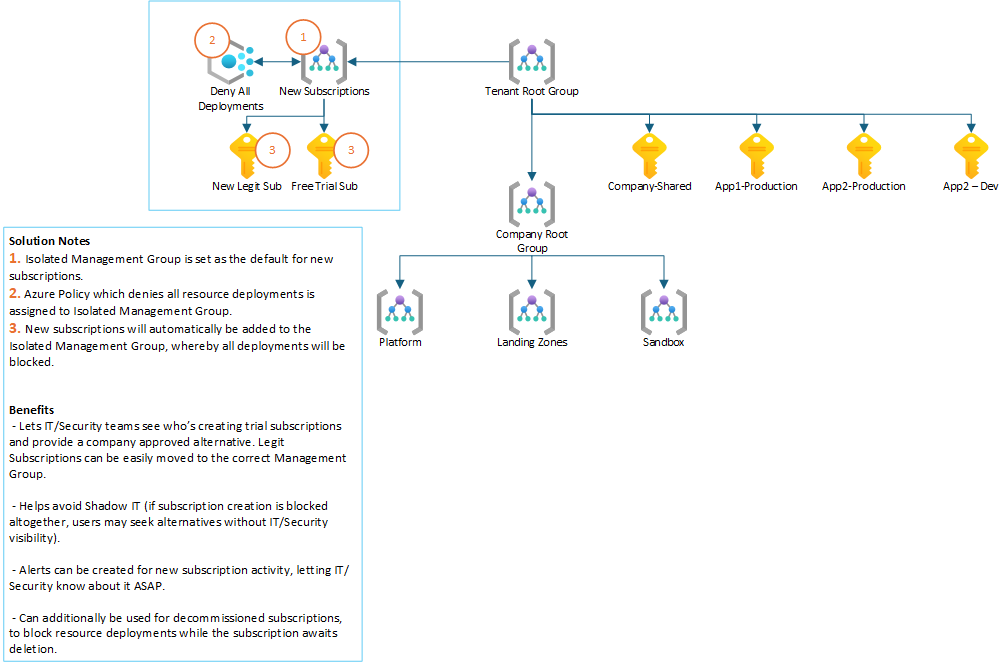 2
1
Deny All
Deployments
New Subscriptions
Tenant Root Group
3
3
New Legit Sub
Free Trial Sub
Company-Shared
App1-Production
App2-Production
App2 – Dev
Company Root
Group
Platform
Landing Zones
Sandbox
Solution Notes
1. Isolated Management Group is set as the default for new
subscriptions.
2. Azure Policy which denies all resource deployments is
assigned to Isolated Management Group.
3. New subscriptions will automatically be added to the
Isolated Management Group, whereby all deployments will be
blocked.
Benefits
- Lets IT/Security teams see who's creating trial subscriptions
and provide a company approved alternative. Legit
Subscriptions can be easily moved to the correct Management
Group.
- Helps avoid Shadow IT (if subscription creation is blocked
altogether, users may seek alternatives without IT/Security
visibility).
- Alerts can be created for new subscription activity, letting IT/
Security know about it ASAP.
- Can additionally be used for decommissioned subscriptions,
to block resource deployments while the subscription awaits
deletion.